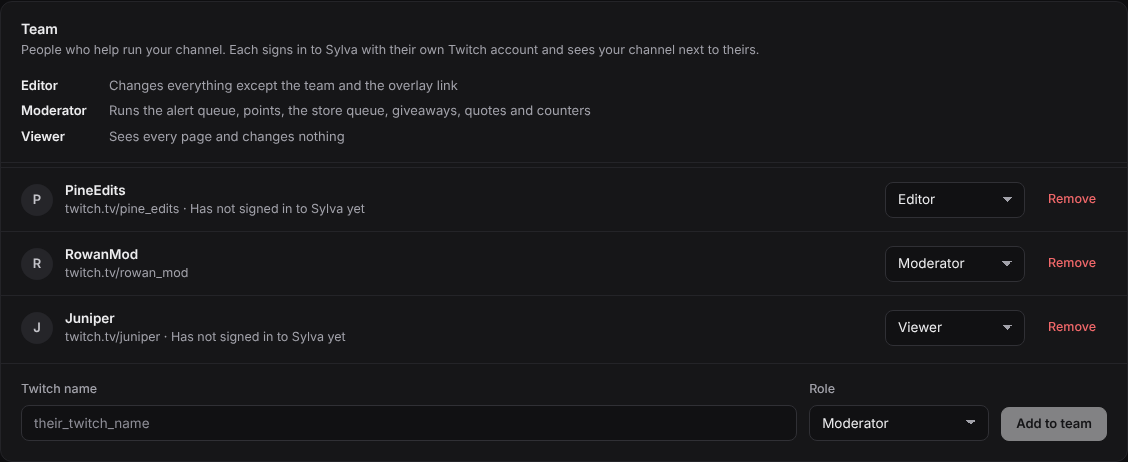 Team
People who help run your channel. Each signs in to Sylva with their own Twitch account and sees your channel next to theirs.
Editor Changes everything except the team and the overlay link
Moderator Runs the alert queue, points, the store queue, giveaways, quotes and counters
Viewer Sees every page and changes nothing
P PineEdits Editor Remove
twitch.tv/pine_edits · Has not signed in to Sylva yet
R RowanMod Moderator Remove
twitch.tv/rowan_mod
J Juniper Viewer Remove
twitch.tv/juniper · Has not signed in to Sylva yet
Twitch name Role
their_twitch_name Moderator Add to team